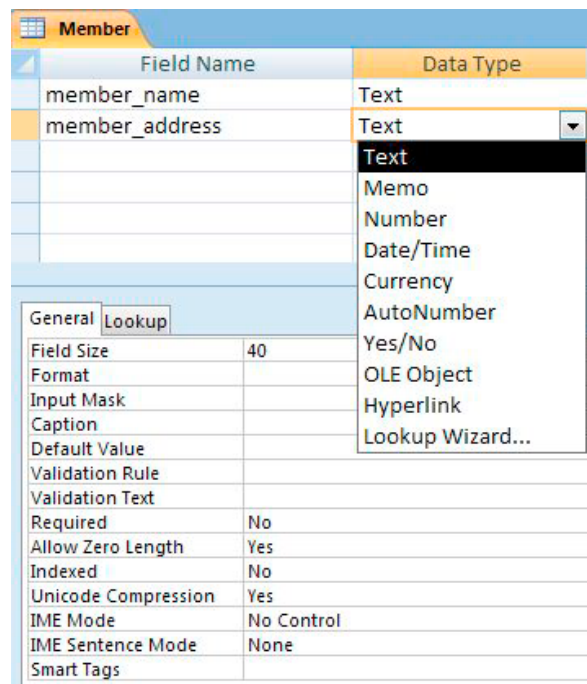 Member
Field Name Data Type
member_name Text
member_address Text
Text
Memo
Number
Date/Time
Currency
AutoNumber
Yes/No
OLE Object
Hyperlink
Lookup Wizard...
General Lookup
Field Size 40
Format
Input Mask
Caption
Default Value
Validation Rule
Validation Text
Required No
Allow Zero Length Yes
Indexed No
Unicode Compression Yes
IME Mode No Control
IME Sentence Mode None
Smart Tags